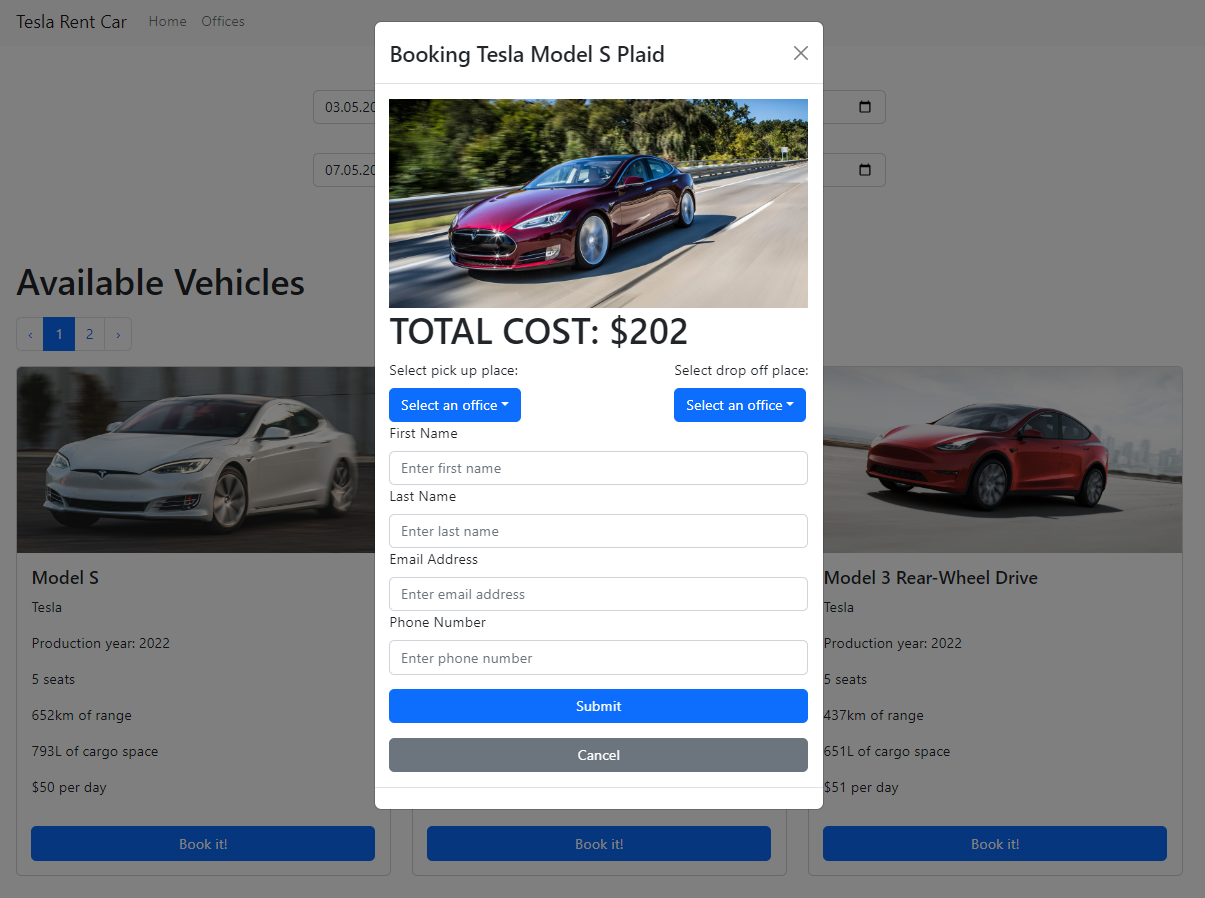 Tesla Rent Car Home Offices
Booking Tesla Model S Plaid
03.05.20
07.05.20
Available Vehicles
‹ 1 2 ›
TOTAL COST: $202
Select pick up place: Select drop off place:
Select an office Select an office
First Name
Enter first name
Last Name
Enter last name
Email Address
Enter email address
Phone Number
Enter phone number
Submit
Cancel
Model S
Tesla
Production year: 2022
5 seats
652km of range
793L of cargo space
$50 per day
Book it!
Book it!
Model 3 Rear-Wheel Drive
Tesla
Production year: 2022
5 seats
437km of range
651L of cargo space
$51 per day
Book it!